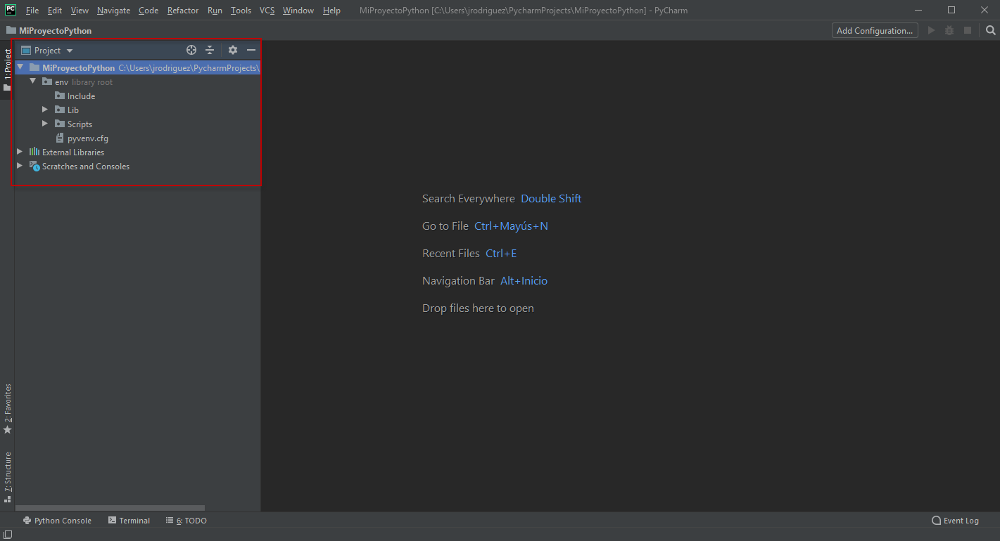 PC File Edit View Navigate Code Refactor Run Tools VCS Window Help MiProyectoPython [C:\Users\jrodriguez\PycharmProjects\MiProyectoPython] - PyCharm
MiProyectoPython Add Configuration...
1: Project
Project
MiProyectoPython C:\Users\jrodriguez\PycharmProjects\
env library root
Include
Lib
Scripts
pyvenv.cfg
External Libraries
Scratches and Consoles
Search Everywhere Double Shift
Go to File Ctrl+Mayús+N
Recent Files Ctrl+E
Navigation Bar Alt+Inicio
Drop files here to open
2: Favorites
7: Structure
Python Console Terminal 6: TODO Event Log